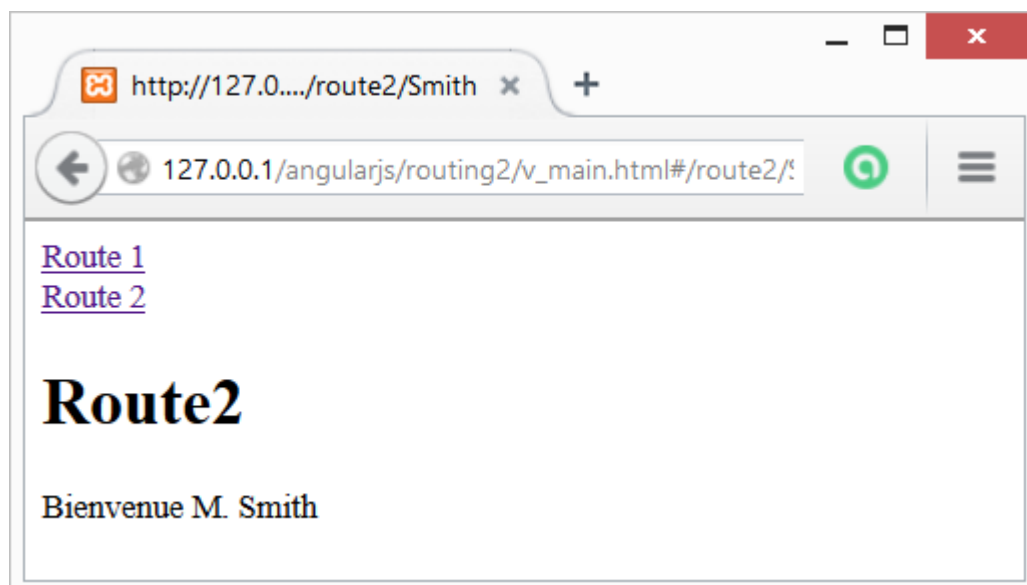 http://127.0..../route2/Smith
127.0.0.1/angularjs/routing2/v_main.html#/route2/
Route 1
Route 2
Route2
Bienvenue M. Smith